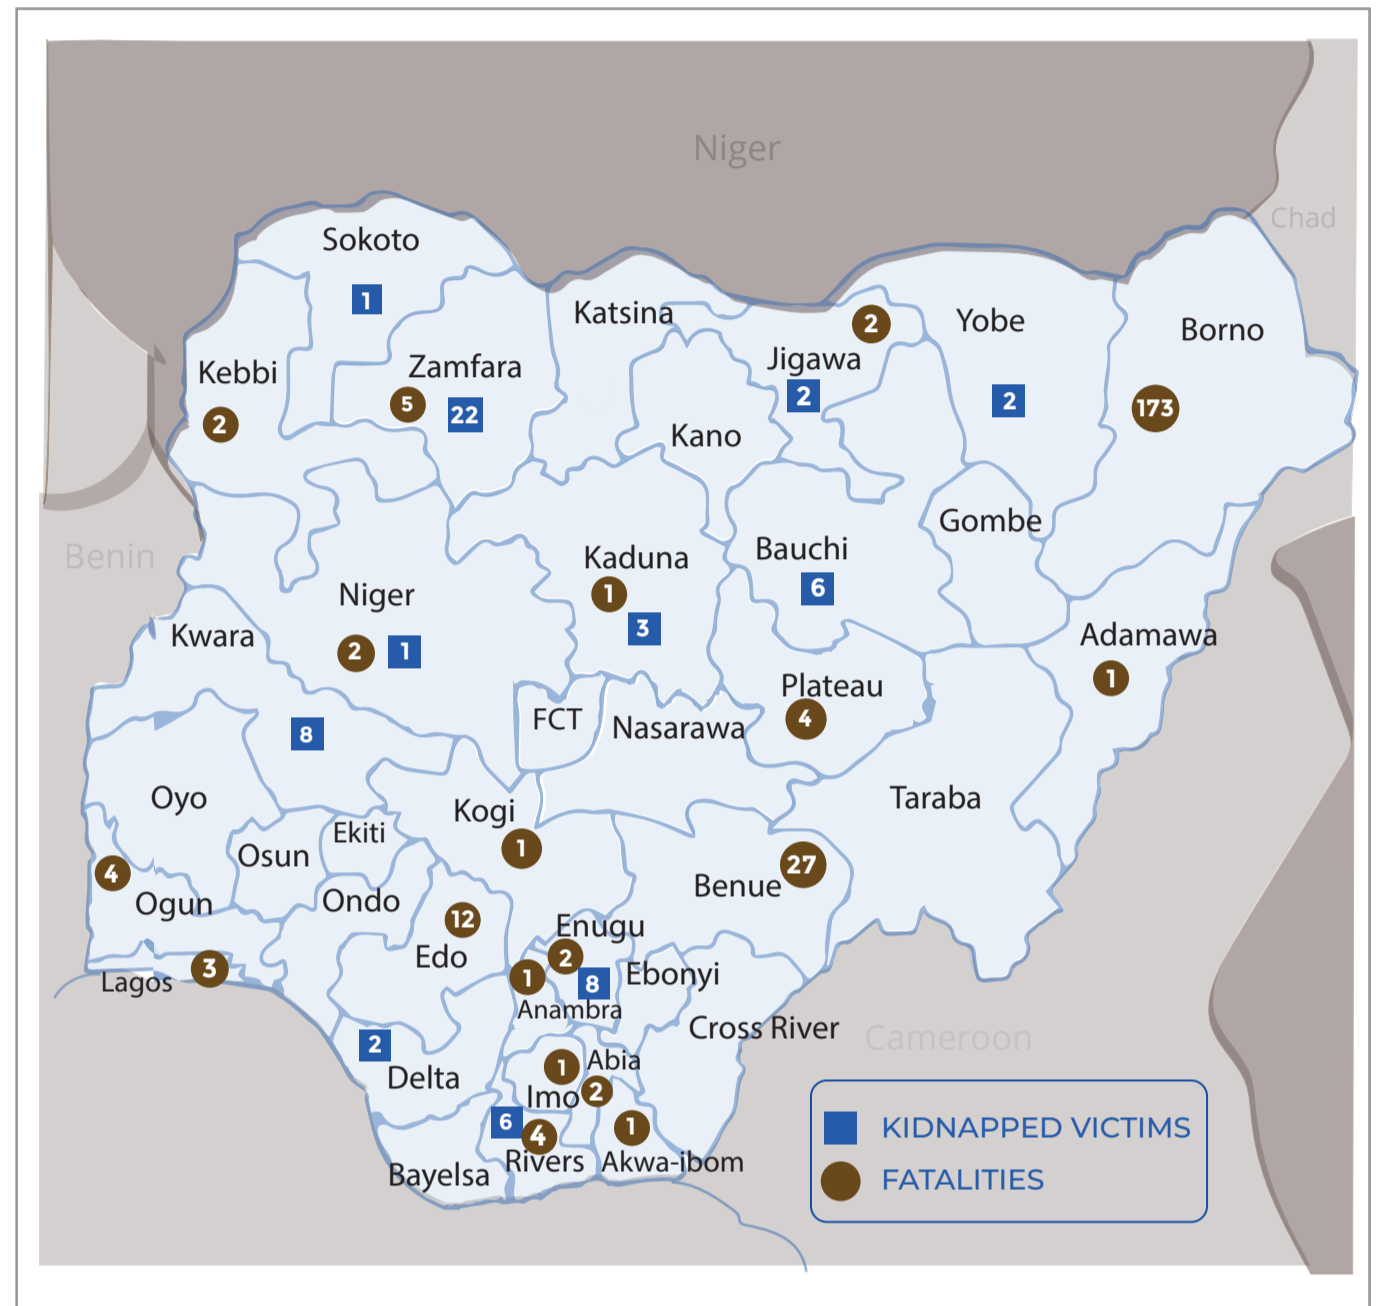 Niger
Chad
Sokoto
1
Katsina
2
Yobe
Borno
Jigawa
Zamfara
Kebbi
5
22
2
2
173
2
Kano
Gombe
Benin
Bauchi
Kaduna
6
1
Niger
3
Kwara
Adamawa
2
1
1
Plateau
4
FCT
Nasarawa
8
Oyo
Taraba
Kogi
Ekiti
1
Osun
27
4
Benue
Ogun
Ondo
12
Enugu
Edo
2
3
1
Ebonyi
Lagos
8
Anambra
Cross River
Cameroon
2
Abia
1
Delta
Imo
2
6
4
1
KIDNAPPED VICTIMS
Rivers
Akwa-ibom
Bayelsa
FATALITIES